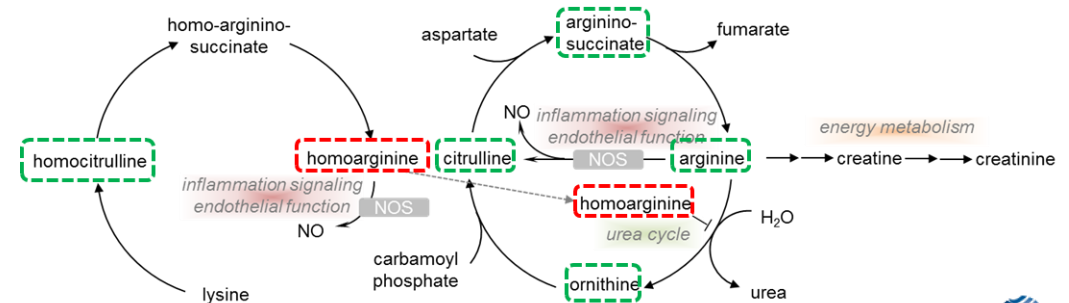 homo-arginino-
succinate
aspartate
arginino-
succinate
fumarate
NO
inflammation signaling
endothelial function
energy metabolism
homocitrulline
homoarginine
citrulline
NOS
arginine
creatine
creatinine
inflammation signaling
endothelial function
NOS
NO
homoarginine
urea cycle
H₂O
carbamoyl
phosphate
ornithine
lysine
urea